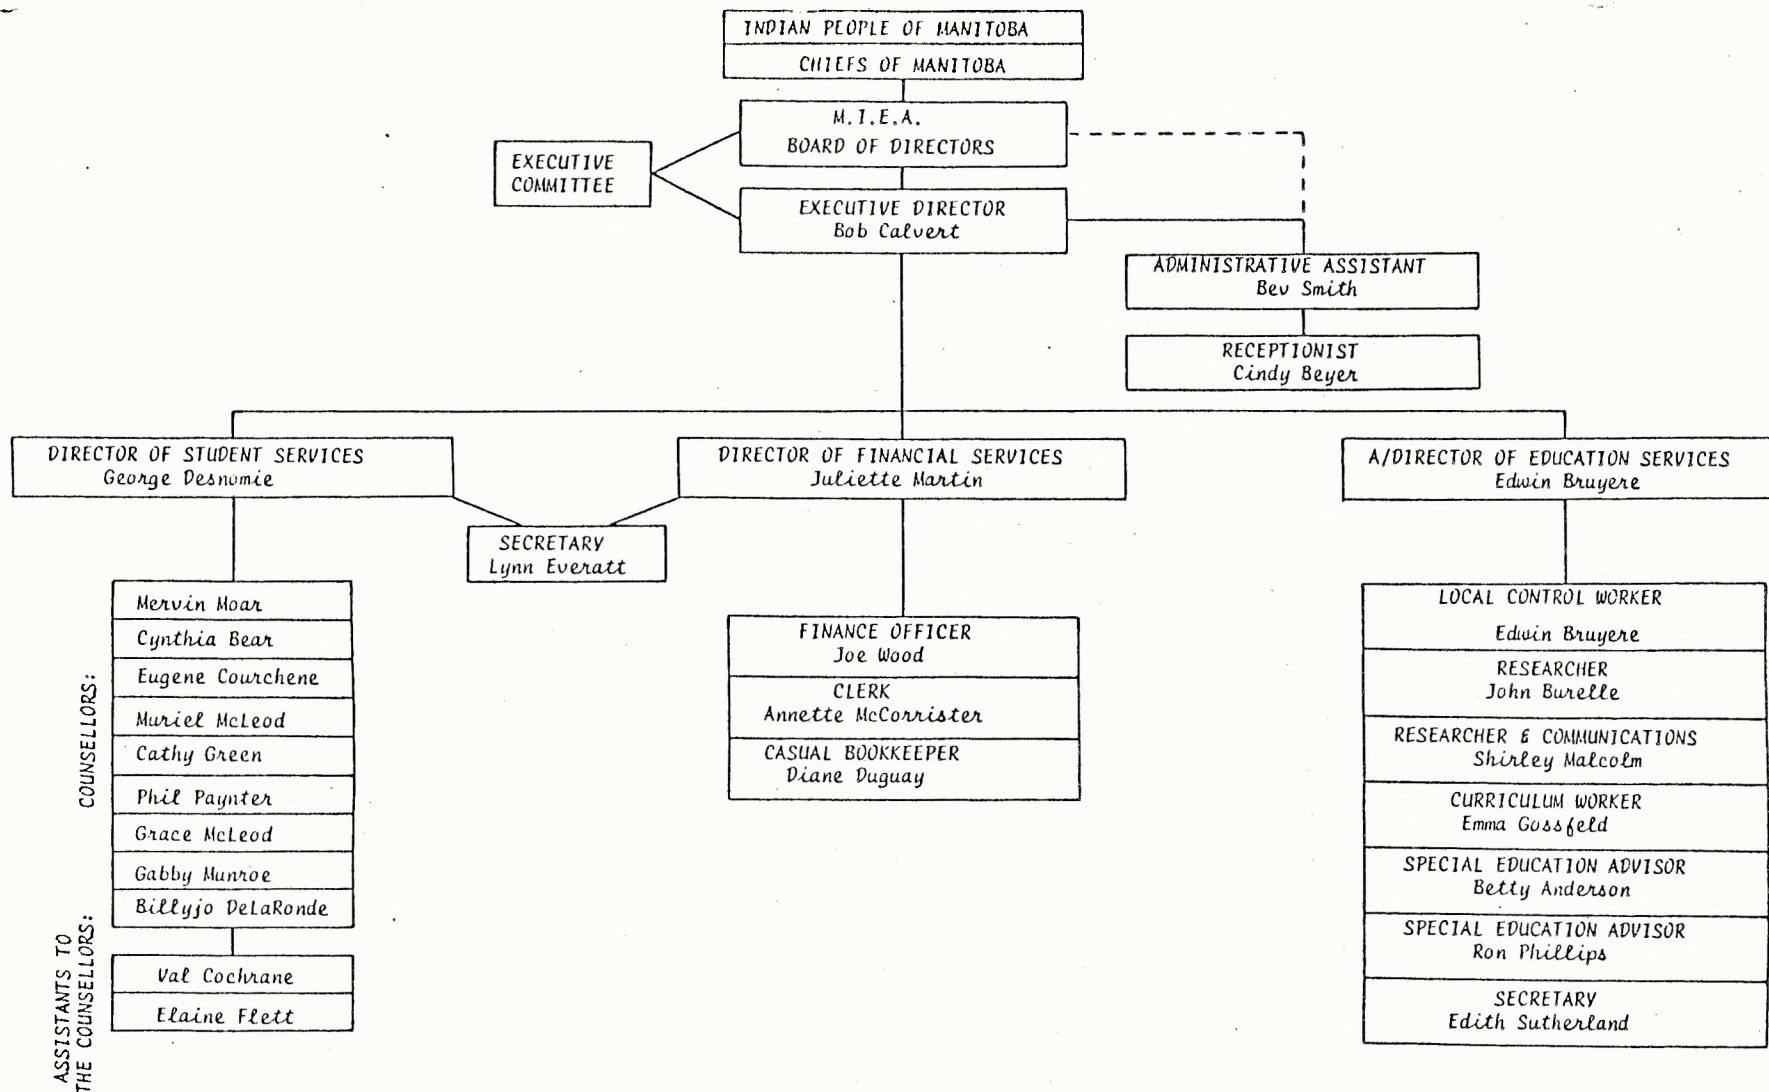 INDIAN PEOPLE OF MANITOBA
CHIEFS OF MANITOBA
M.I.E.A.
BOARD OF DIRECTORS
EXECUTIVE
COMMITTEE
EXECUTIVE DIRECTOR
Bob Calvert
ADMINISTRATIVE ASSISTANT
Bev Smith
RECEPTIONIST
Cindy Beyer
DIRECTOR OF STUDENT SERVICES
George Desnomie
DIRECTOR OF FINANCIAL SERVICES
Juliette Martin
A/DIRECTOR OF EDUCATION SERVICES
Edwin Bruyere
SECRETARY
Lynn Everatt
COUNSELLORS:
Mervin Moar
Cynthia Bear
Eugene Courchene
Muriel McLeod
Cathy Green
Phil Paynter
Grace McLeod
Gabby Munroe
Billyjo DeLaRonde
ASSISTANTS TO
THE COUNSELLORS:
Val Cochrane
Elaine Flett
FINANCE OFFICER
Joe Wood
CLERK
Annette McCorrister
CASUAL BOOKKEEPER
Diane Duguay
LOCAL CONTROL WORKER
Edwin Bruyere
RESEARCHER
John Burelle
RESEARCHER & COMMUNICATIONS
Shirley Malcolm
CURRICULUM WORKER
Emma Gossfeld
SPECIAL EDUCATION ADVISOR
Betty Anderson
SPECIAL EDUCATION ADVISOR
Ron Phillips
SECRETARY
Edith Sutherland